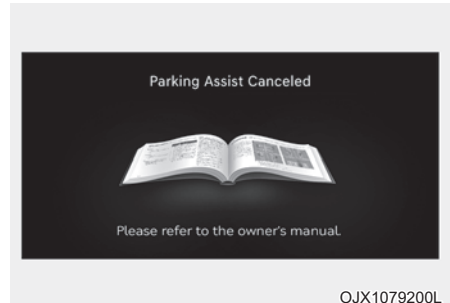 Parking Assist Canceled
Please refer to the owner's manual.
OJX1079200L